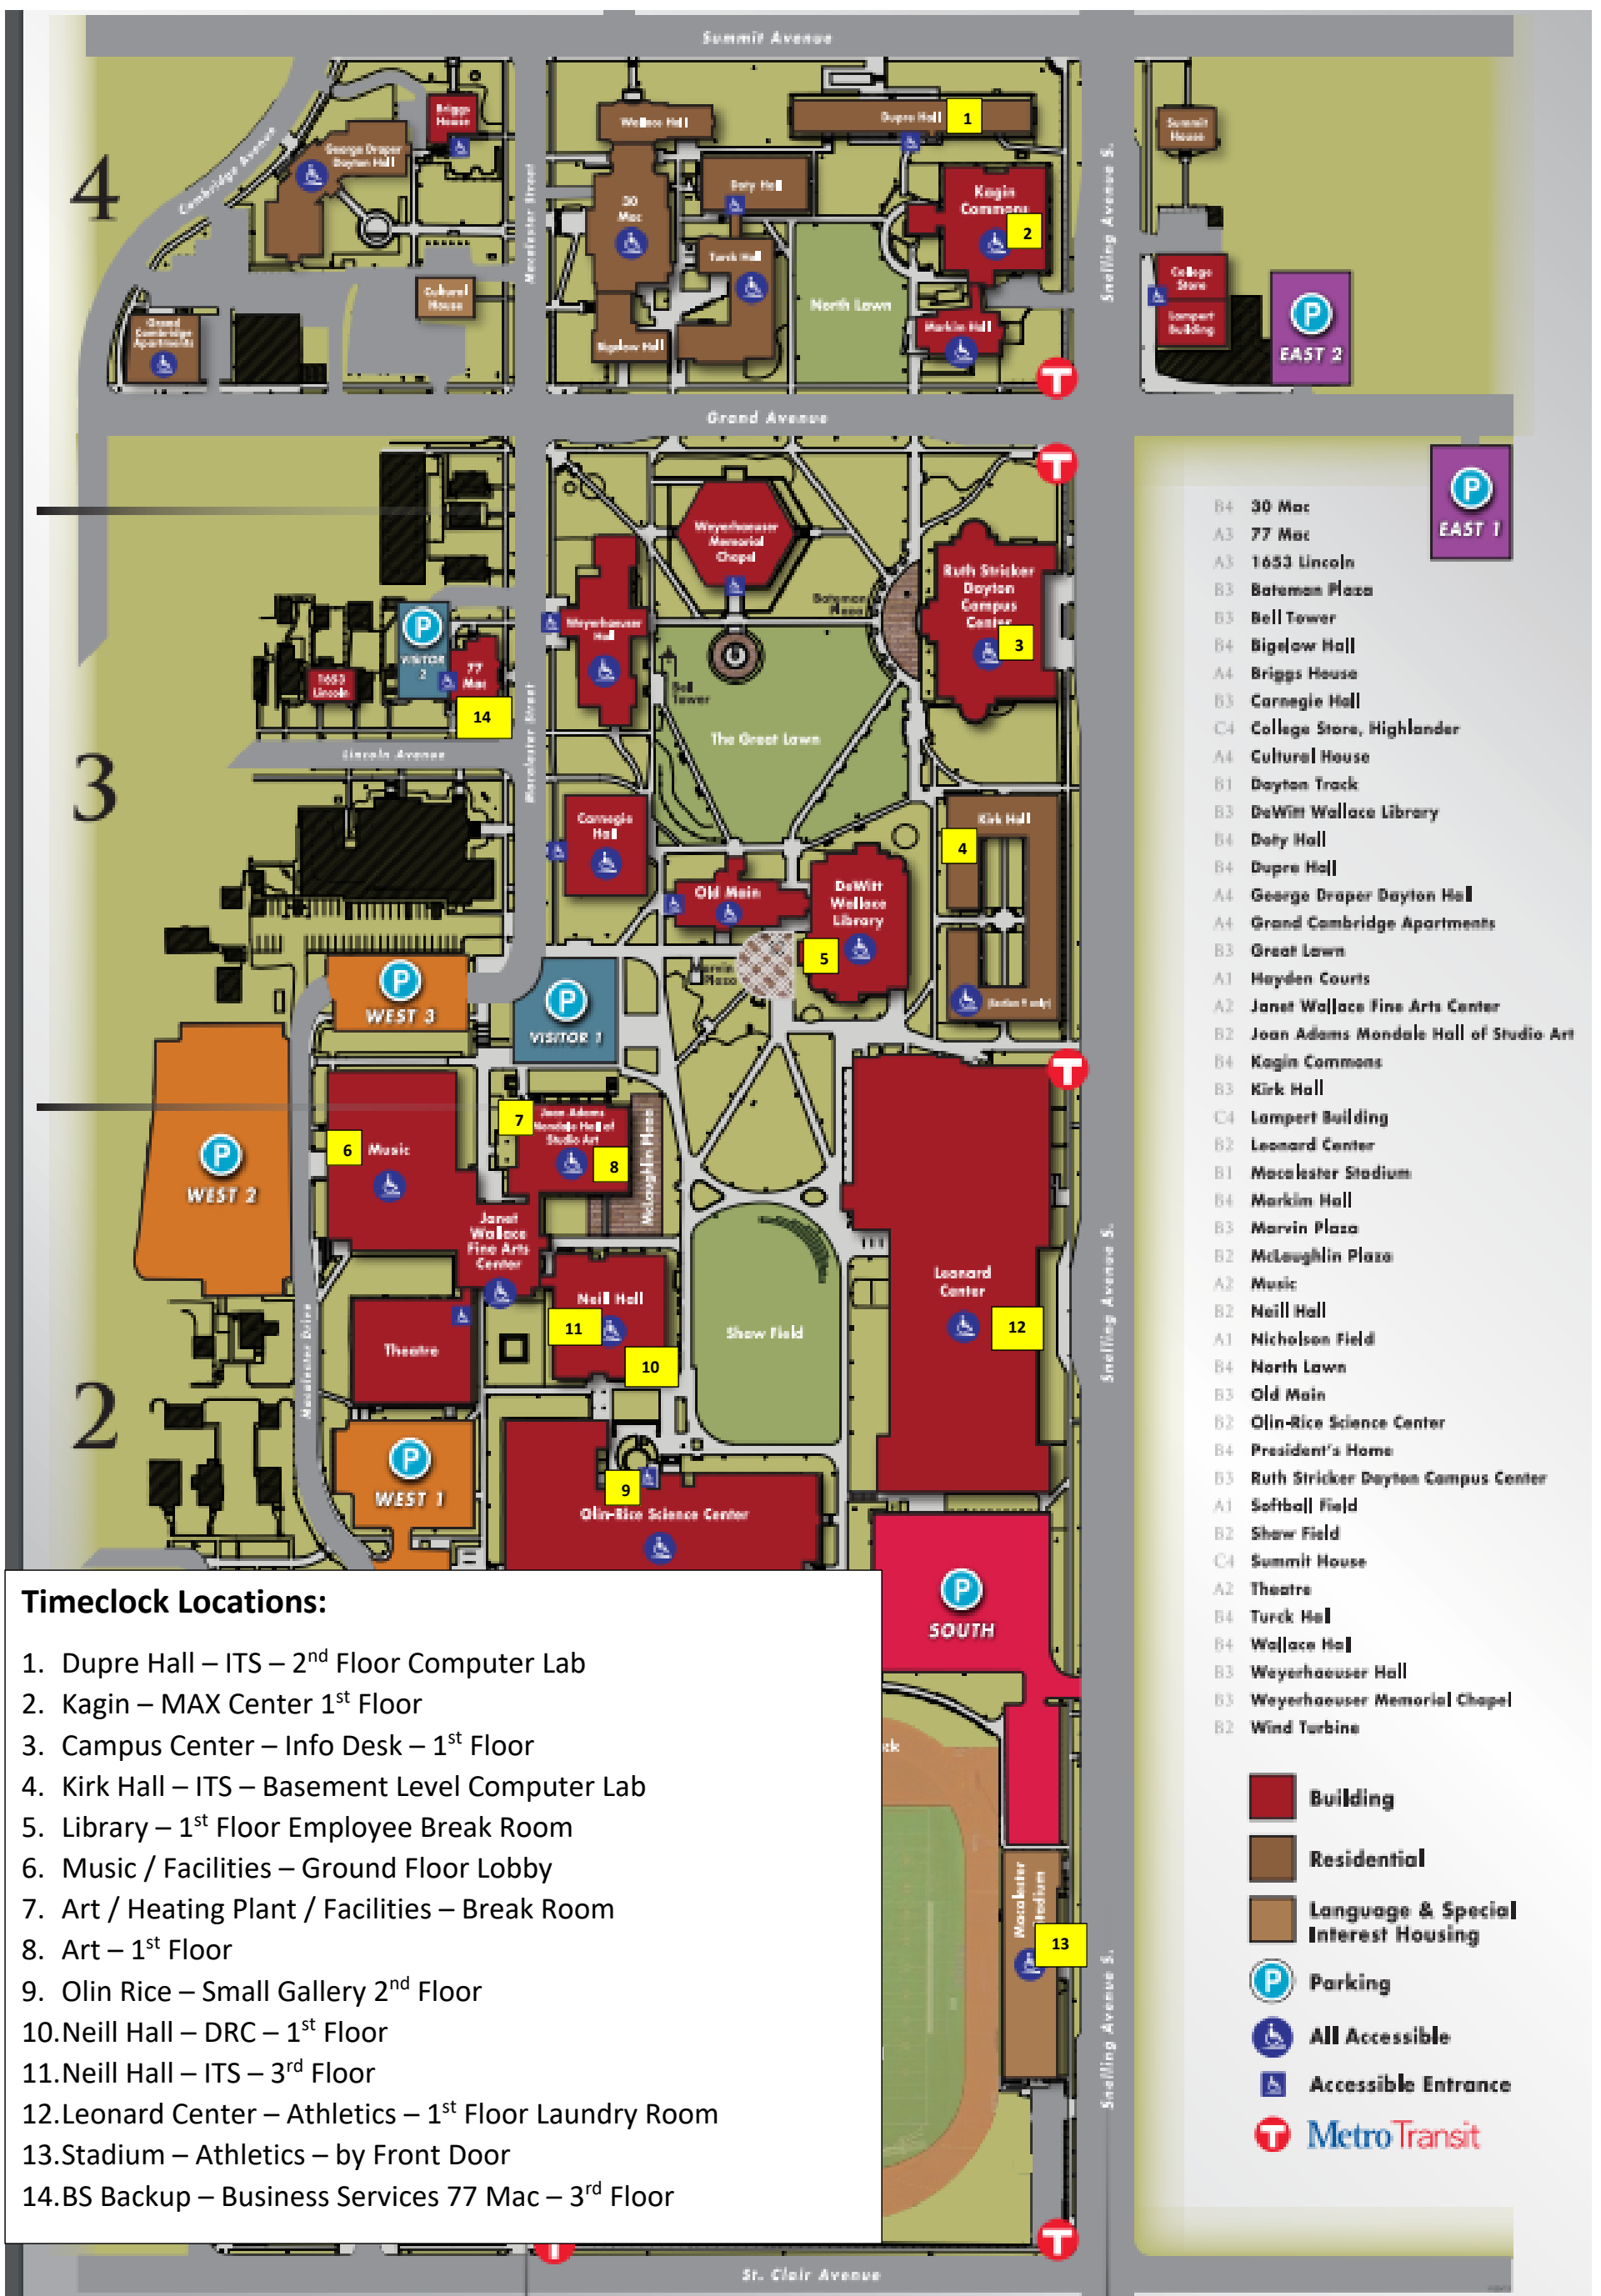 Summit Avenue
Briggs
House
Wallace Hall
Dupre Hall
1
Summit
House
George Draper
Dayton Hall
4
Cambridge Avenue
Macalester Street
30
Mac
Doty Hall
Kagin
Commons
2
Snelling Avenue S.
Turck Hall
Cultural
House
North Lawn
College
Store
Lampert
Building
P
EAST 2
Grand
Cambridge
Apartments
Bigelow Hall
Markim Hall
T
Grand Avenue
T
P
EAST 1
Weyerhaeuser
Memorial
Chapel
Ruth Stricker
Dayton
Campus
Center
3
Bateman
Plaza
Weyerhaeuser
Hall
P
VISITOR
2
77
Mac
1653
Lincoln
14
Bell
Tower
The Great Lawn
Lincoln Avenue
Macalester Street
3
Carnegie
Hall
Kirk Hall
4
Old Main
DeWitt
Wallace
Library
5
Marvin
Plaza
(Section 9 only)
P
WEST 3
P
VISITOR 1
T
P
WEST 2
6
Music
7
Joan Adams
Mondale Hall of
Studio Art
8
McLaughlin Plaza
Janet
Wallace
Fine Arts
Center
Neill Hall
11
10
Theatre
Shaw Field
Leonard
Center
12
Snelling Avenue S.
Macalester Drive
2
P
WEST 1
9
Olin-Rice Science Center
P
SOUTH
ck
Macalester
Stadium
13
Snelling Avenue S.
T
T
St. Clair Avenue
B4 30 Mac
A3 77 Mac
A3 1653 Lincoln
B3 Bateman Plaza
B3 Bell Tower
B4 Bigelow Hall
A4 Briggs House
B3 Carnegie Hall
C4 College Store, Highlander
A4 Cultural House
B1 Dayton Track
B3 DeWitt Wallace Library
B4 Doty Hall
B4 Dupre Hall
A4 George Draper Dayton Hall
A4 Grand Cambridge Apartments
B3 Great Lawn
A1 Hayden Courts
A2 Janet Wallace Fine Arts Center
B2 Joan Adams Mondale Hall of Studio Art
B4 Kagin Commons
B3 Kirk Hall
C4 Lampert Building
B2 Leonard Center
B1 Macalester Stadium
B4 Markim Hall
B3 Marvin Plaza
B2 McLaughlin Plaza
A2 Music
B2 Neill Hall
A1 Nicholson Field
B4 North Lawn
B3 Old Main
B2 Olin-Rice Science Center
B4 President's Home
B3 Ruth Stricker Dayton Campus Center
A1 Softball Field
B2 Shaw Field
C4 Summit House
A2 Theatre
B4 Turck Hall
B4 Wallace Hall
B3 Weyerhaeuser Hall
B3 Weyerhaeuser Memorial Chapel
B2 Wind Turbine
Building
Residential
Language & Special
Interest Housing
P Parking
All Accessible
Accessible Entrance
T MetroTransit
Timeclock Locations:
1. Dupre Hall – ITS – 2nd Floor Computer Lab
2. Kagin – MAX Center 1st Floor
3. Campus Center – Info Desk – 1st Floor
4. Kirk Hall – ITS – Basement Level Computer Lab
5. Library – 1st Floor Employee Break Room
6. Music / Facilities – Ground Floor Lobby
7. Art / Heating Plant / Facilities – Break Room
8. Art – 1st Floor
9. Olin Rice – Small Gallery 2nd Floor
10.Neill Hall – DRC – 1st Floor
11.Neill Hall – ITS – 3rd Floor
12.Leonard Center – Athletics – 1st Floor Laundry Room
13.Stadium – Athletics – by Front Door
14.BS Backup – Business Services 77 Mac – 3rd Floor